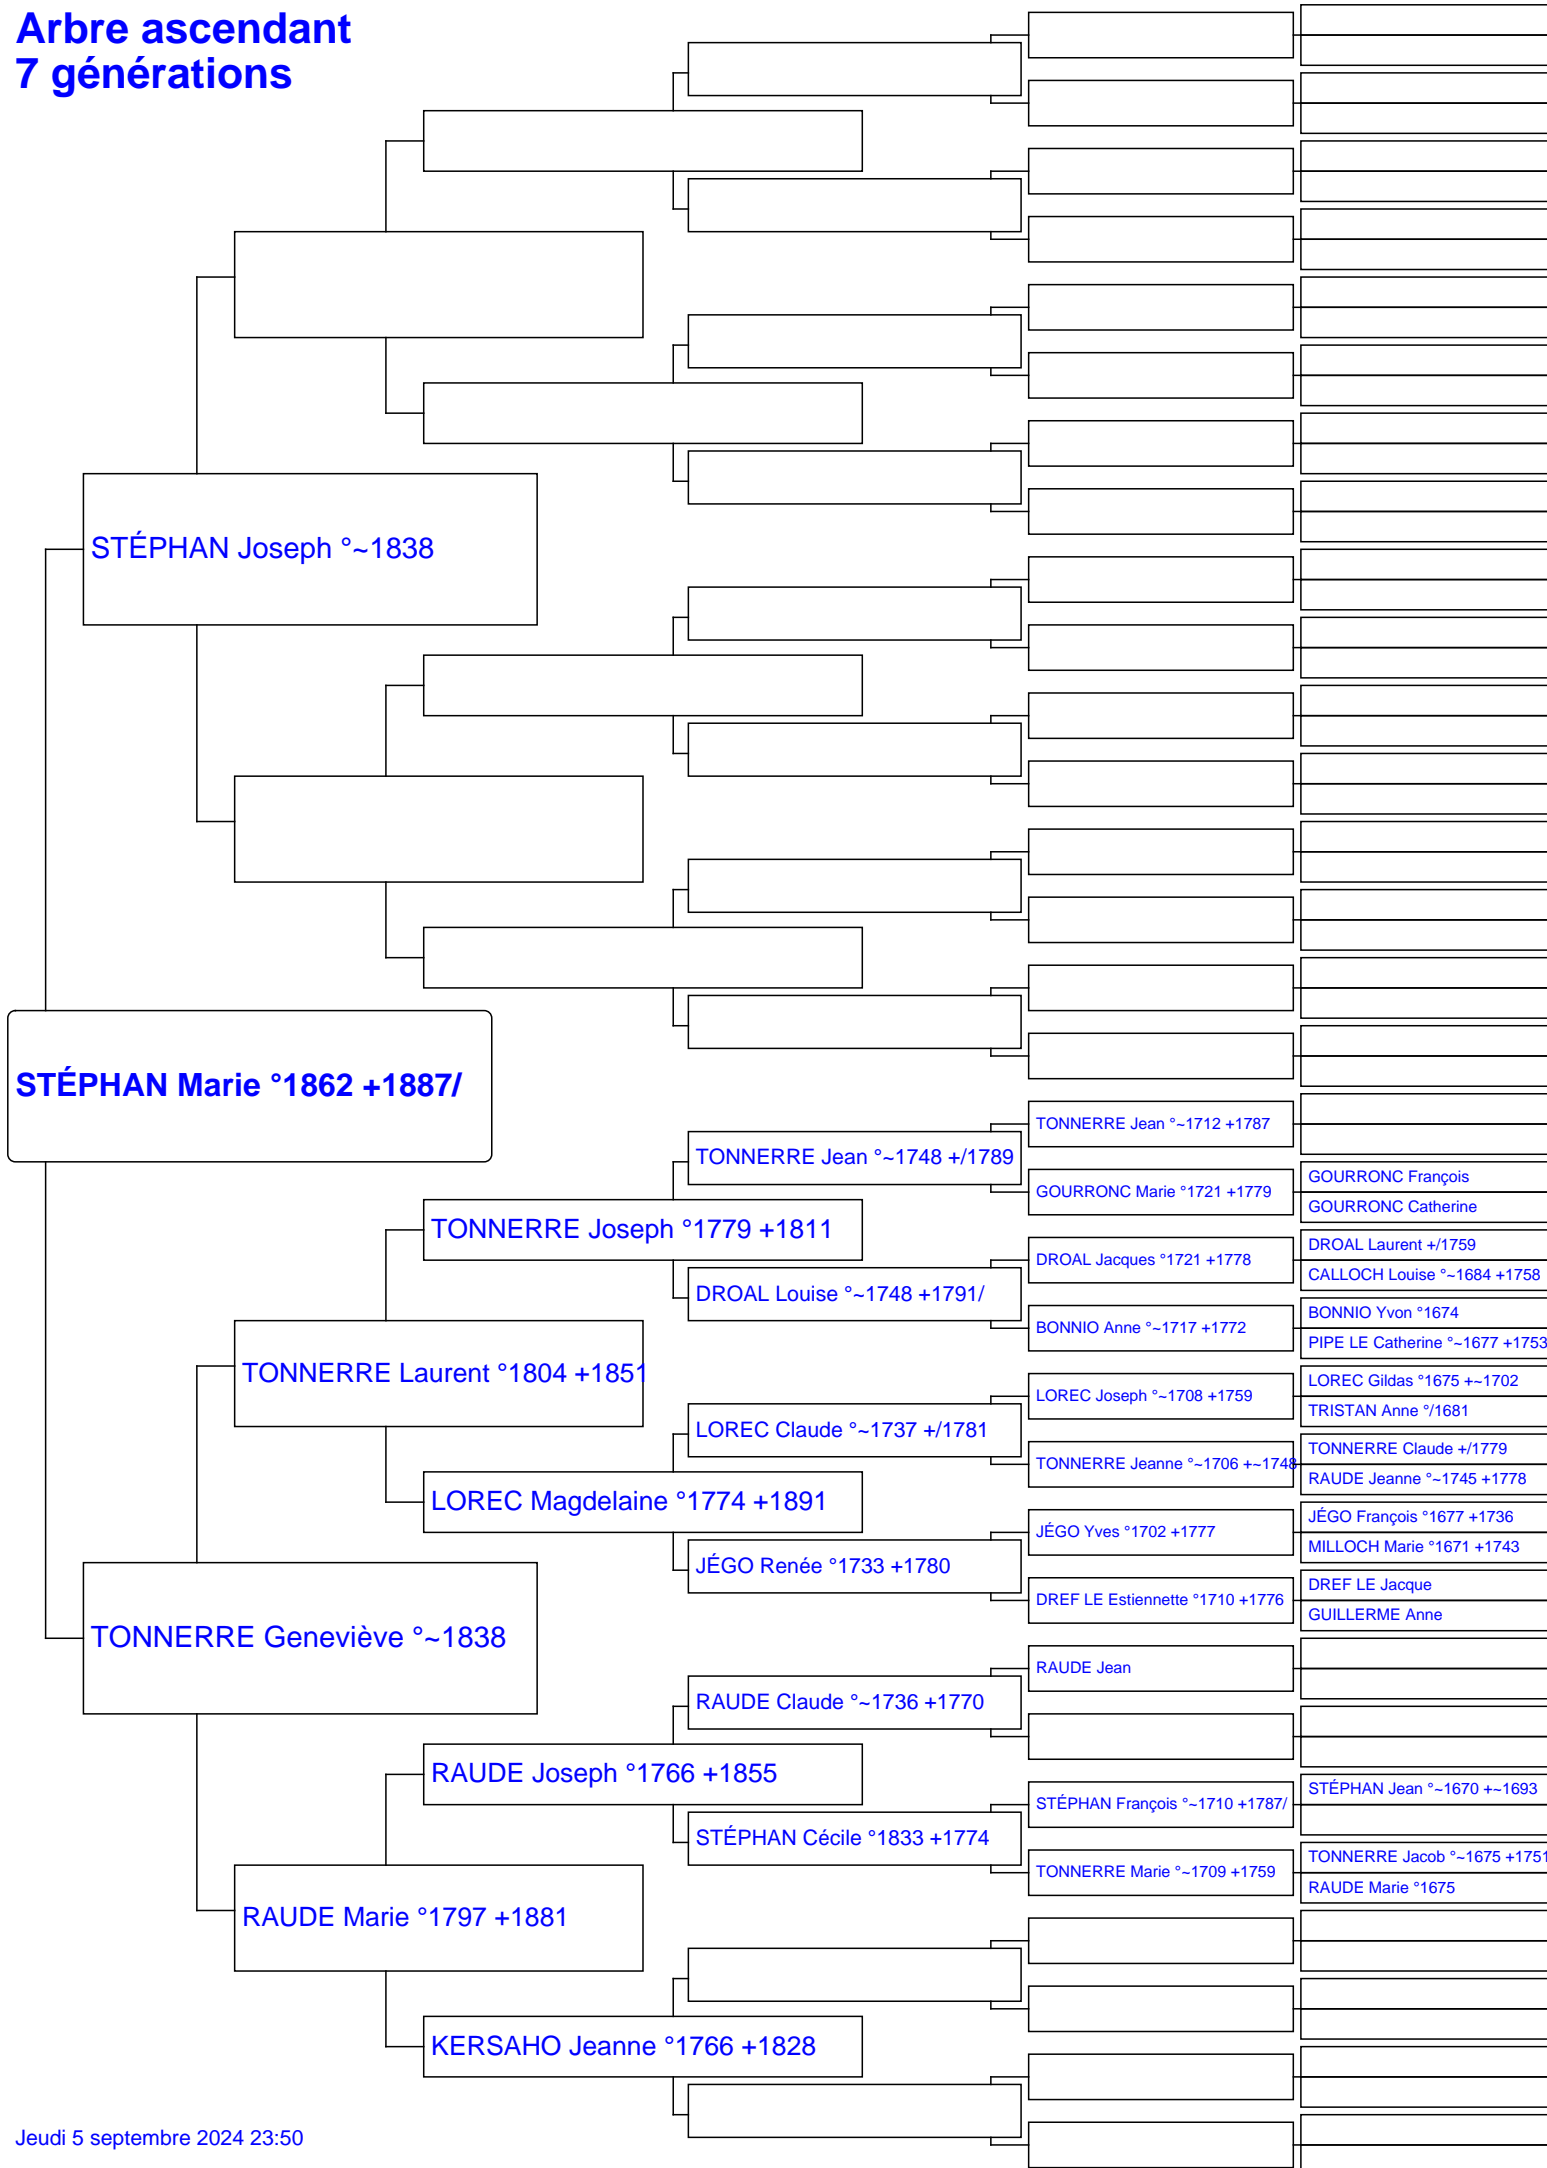 Arbre ascendant
7 générations
STÉPHAN Joseph °~1838
STÉPHAN Marie °1862 +1887/
TONNERRE Jean °~1712 +1787
TONNERRE Jean °~1748 +/1789
GOURRONC François
GOURRONC Marie °1721 +1779
GOURRONC Catherine
TONNERRE Joseph °1779 +1811
DROAL Laurent +/1759
DROAL Jacques °1721 +1778
CALLOCH Louise °~1684 +1758
DROAL Louise °~1748 +1791/
BONNIO Yvon °1674
BONNIO Anne °~1717 +1772
PIPE LE Catherine °~1677 +1753
TONNERRE Laurent °1804 +1851
LOREC Gildas °1675 +~1702
LOREC Joseph °~1708 +1759
TRISTAN Anne °/1681
LOREC Claude °~1737 +/1781
TONNERRE Claude +/1779
TONNERRE Jeanne °~1706 +~1748
RAUDE Jeanne °~1745 +1778
LOREC Magdelaine °1774 +1891
JÉGO François °1677 +1736
JÉGO Yves °1702 +1777
MILLOCH Marie °1671 +1743
JÉGO Renée °1733 +1780
DREF LE Jacque
DREF LE Estiennette °1710 +1776
GUILLERME Anne
TONNERRE Geneviève °~1838
RAUDE Jean
RAUDE Claude °~1736 +1770
RAUDE Joseph °1766 +1855
STÉPHAN Jean °~1670 +~1693
STÉPHAN François °~1710 +1787/
STÉPHAN Cécile °1833 +1774
TONNERRE Jacob °~1675 +1751
TONNERRE Marie °~1709 +1759
RAUDE Marie °1675
RAUDE Marie °1797 +1881
KERSAHO Jeanne °1766 +1828
Jeudi 5 septembre 2024 23:50